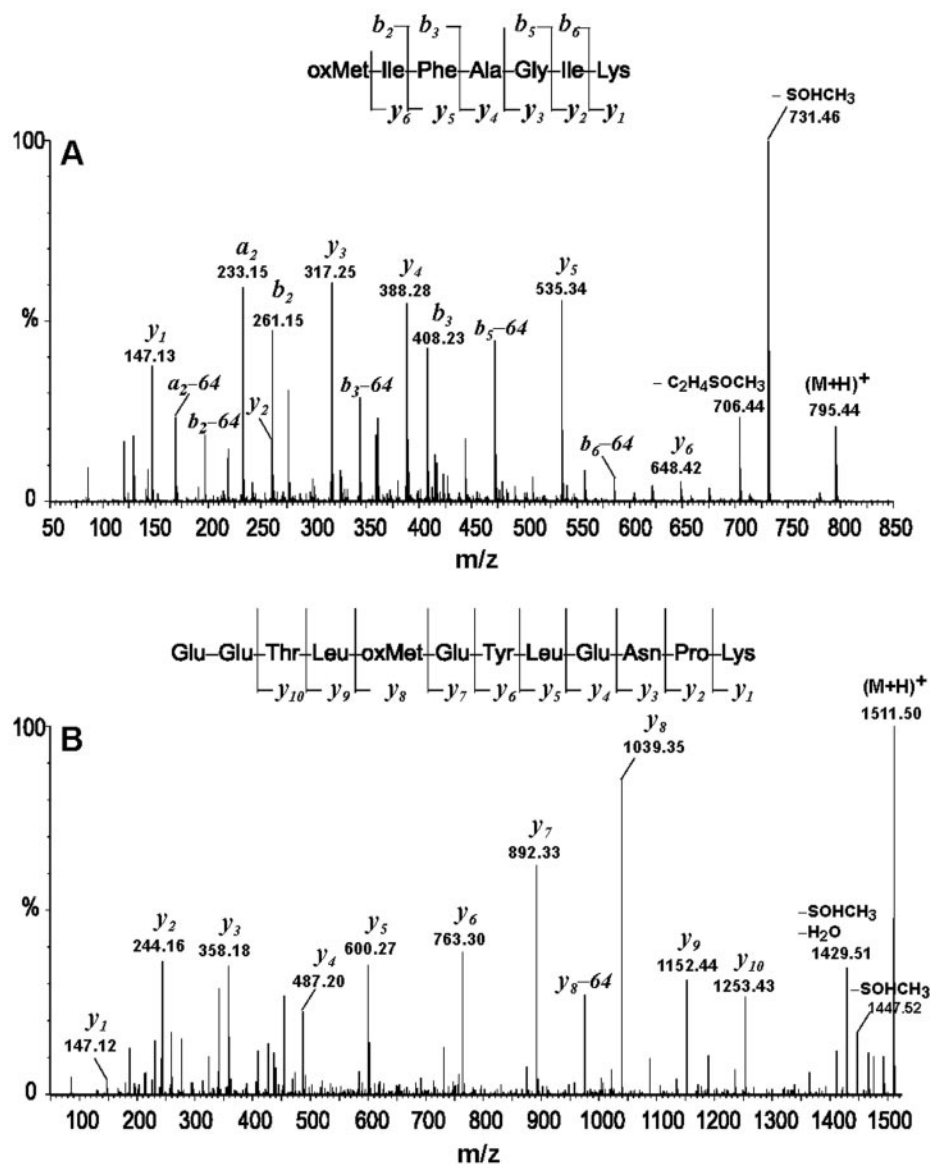 b2 b3 b5 b6
oxMet–Ile–Phe–Ala–Gly–Ile–Lys
y6 y5 y4 y3 y2 y1
A
– SOHCH3
731.46
100
a2
233.15
y3
317.25
y4
388.28
y5
535.34
b2
261.15
b3
408.23
b5–64
%
y1
147.13
a2–64
b2–64
y2
b3–64
– C2H4SOCH3
706.44
(M+H)+
795.44
b6–64
y6
648.42
0
50 100 150 200 250 300 350 400 450 500 550 600 650 700 750 800 850
m/z
Glu–Glu–Thr–Leu–oxMet–Glu–Tyr–Leu–Glu–Asn–Pro–Lys
y10 y9 y8 y7 y6 y5 y4 y3 y2 y1
B
(M+H)+
1511.50
100
y8
1039.35
y7
892.33
%
y2
244.16
y3
358.18
y4
487.20
y5
600.27
y6
763.30
y8–64
y9
1152.44
y10
1253.43
–SOHCH3
–H2O
1429.51
–SOHCH3
1447.52
y1
147.12
0
100 200 300 400 500 600 700 800 900 1000 1100 1200 1300 1400 1500
m/z